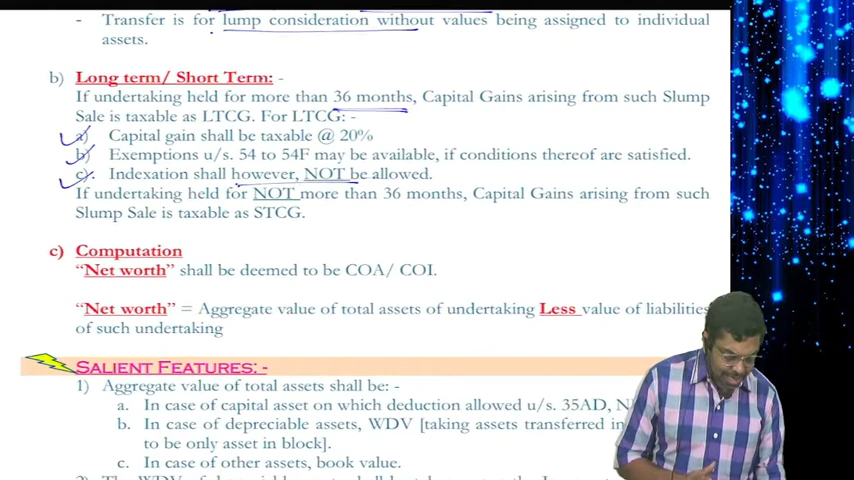 - Transfer is for lump consideration without values being assigned to individual
assets.
b) Long term/ Short Term: -
If undertaking held for more than 36 months, Capital Gains arising from such Slump
Sale is taxable as LTCG. For LTCG: -
a) Capital gain shall be taxable @ 20%
b) Exemptions u/s. 54 to 54F may be available, if conditions thereof are satisfied.
c). Indexation shall however, NOT be allowed.
If undertaking held for NOT more than 36 months, Capital Gains arising from such
Slump Sale is taxable as STCG.
c) Computation
“Net worth” shall be deemed to be COA/ COI.
“Net worth” = Aggregate value of total assets of undertaking Less value of liabilities
of such undertaking
SALIENT FEATURES: -
1) Aggregate value of total assets shall be: -
a. In case of capital asset on which deduction allowed u/s. 35AD,
b. In case of depreciable assets, WDV [taking assets transferred in
to be only asset in block].
c. In case of other assets, book value.